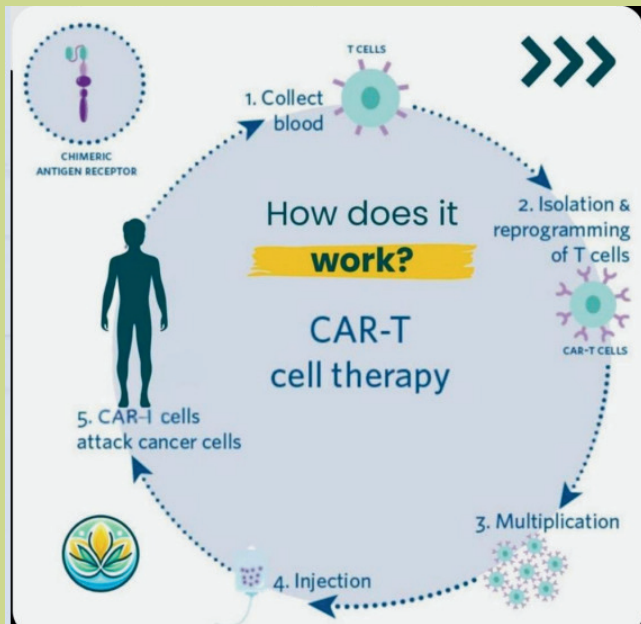 CHIMERIC
ANTIGEN RECEPTOR
T CELLS
1. Collect
blood
How does it
work?
CAR-T
cell therapy
2. Isolation &
reprogramming
of T cells
CAR-T CELLS
3. Multiplication
4. Injection
5. CAR-I cells
attack cancer cells